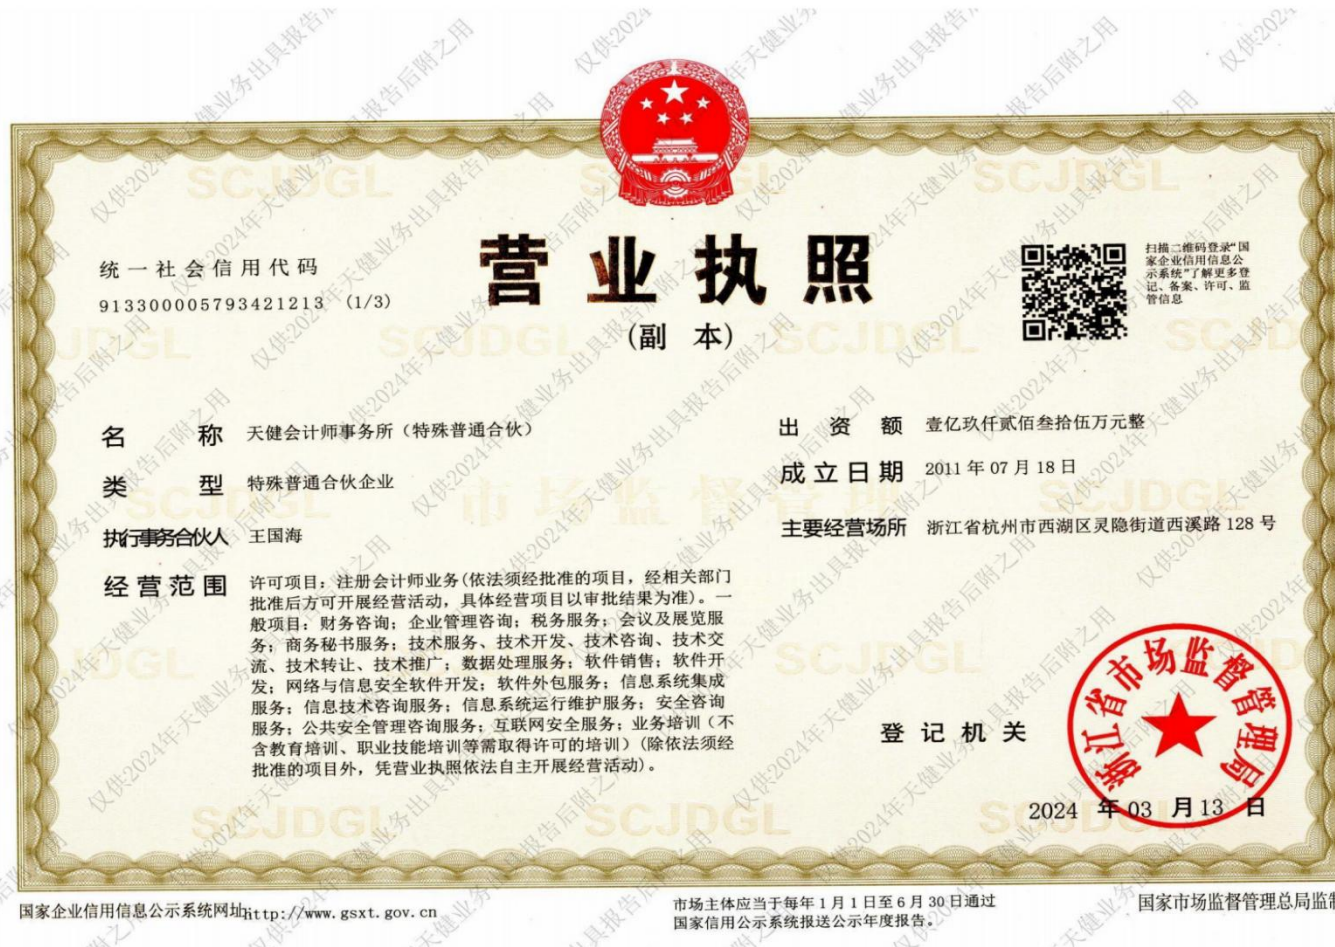 营业执照
(副 本)
统一社会信用代码
913300005793421213 (1/3)
扫描二维码登录“国
家企业信用信息公
示系统”了解更多登
记、备案、许可、监
管信息
名 称 天健会计师事务所（特殊普通合伙）
类 型 特殊普通合伙企业
执行事务合伙人 王国海
经营范围 许可项目：注册会计师业务(依法须经批准的项目，经相关部门
批准后方可开展经营活动，具体经营项目以审批结果为准)。一
般项目：财务咨询；企业管理咨询；税务服务；会议及展览服
务；商务秘书服务；技术服务、技术开发、技术咨询、技术交
流、技术转让、技术推广；数据处理服务；软件销售；软件开
发；网络与信息安全软件开发；软件外包服务；信息系统集成
服务；信息技术咨询服务；信息系统运行维护服务；安全咨询
服务；公共安全管理咨询服务；互联网安全服务；业务培训（不
含教育培训、职业技能培训等需取得许可的培训）(除依法须经
批准的项目外，凭营业执照依法自主开展经营活动)。
出 资 额 壹亿玖仟贰佰叁拾伍万元整
成立日期 2011 年 07 月 18 日
主要经营场所 浙江省杭州市西湖区灵隐街道西溪路 128 号
登记机关
浙江省市场监督管理局
2024 年 03 月 13 日
国家企业信用信息公示系统网址http://www.gsxt.gov.cn
市场主体应当于每年 1 月 1 日至 6 月 30 日通过
国家信用公示系统报送公示年度报告。
国家市场监督管理总局监制
SCJDGL
市场监督管理
仅供2024年天健业务出具报告后附之用